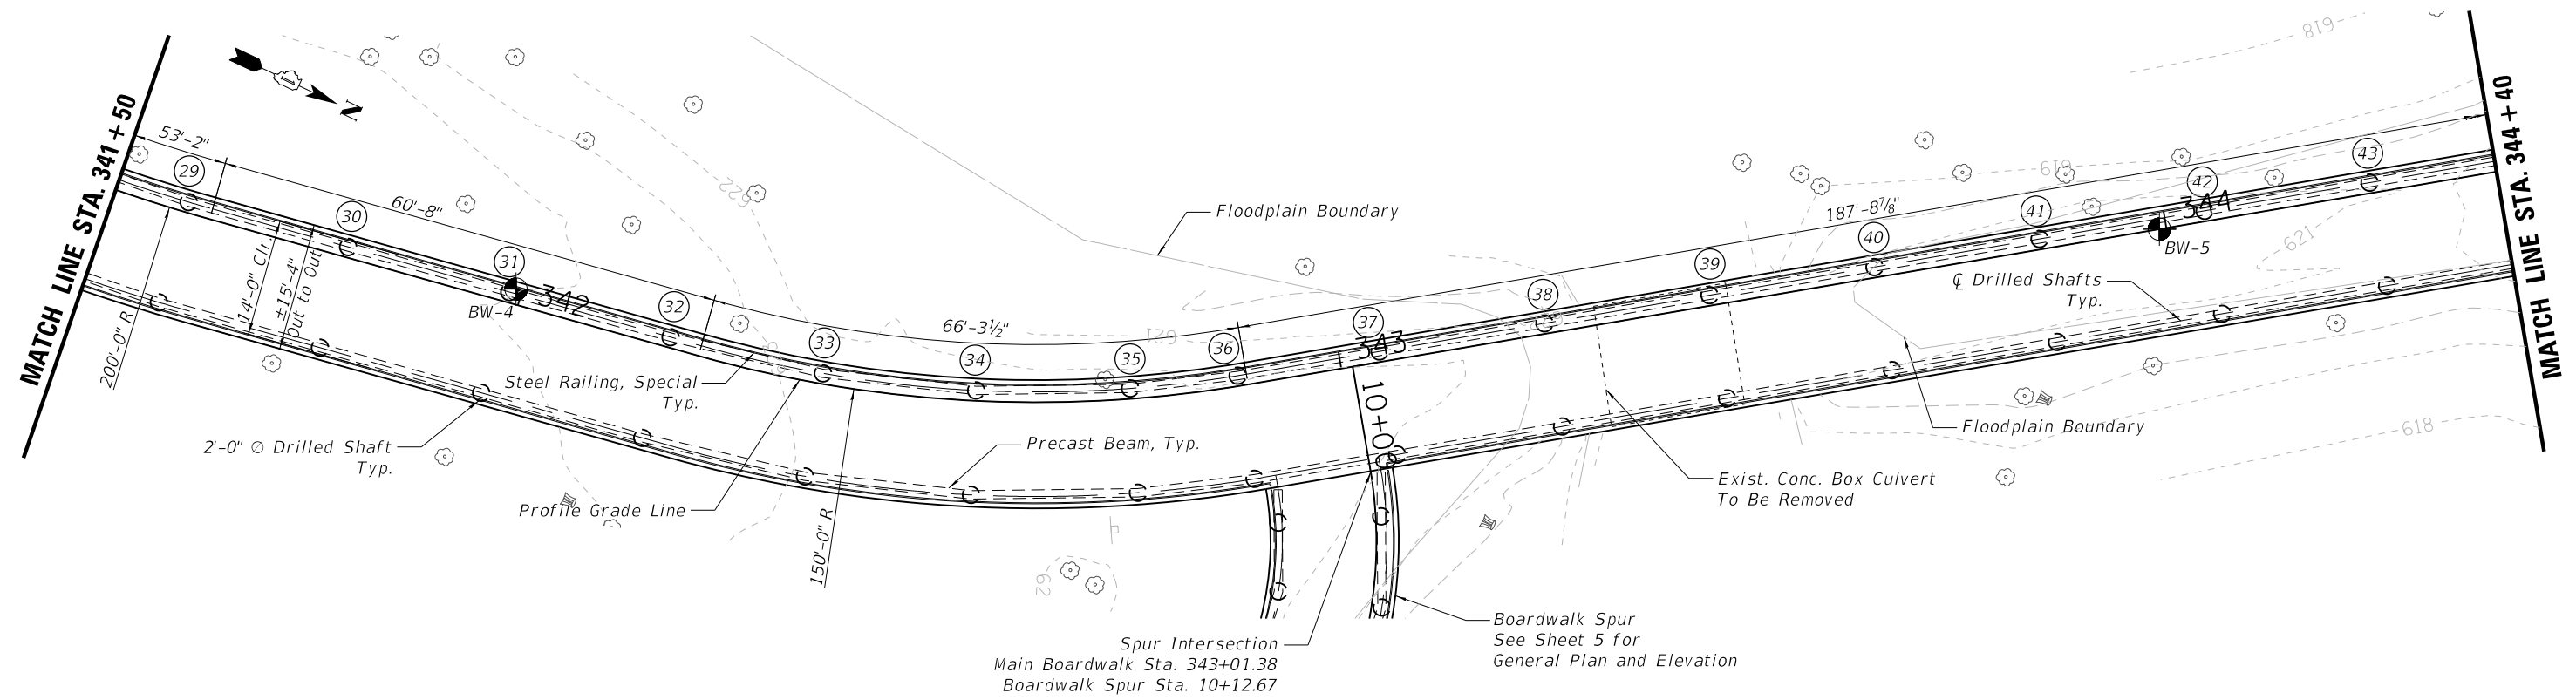 MATCH LINE STA. 341+50
N
53'-2"
29
30
60'-8"
31
32
33
34
35
36
37
38
39
40
41
42
43
14'-0" Clr.
±15'-4"
Out to Out
200'-0" R
BW-4
342
622
Steel Railing, Special
Typ.
2'-0" ∅ Drilled Shaft
Typ.
Profile Grade Line
150'-0" R
66'-3½"
Floodplain Boundary
621
Precast Beam, Typ.
343
10+00
62
187'-8⅞"
619
618
344
BW-5
621
℄ Drilled Shafts
Typ.
Floodplain Boundary
618
Exist. Conc. Box Culvert
To Be Removed
Spur Intersection
Main Boardwalk Sta. 343+01.38
Boardwalk Spur Sta. 10+12.67
Boardwalk Spur
See Sheet 5 for
General Plan and Elevation
MATCH LINE STA. 344+40